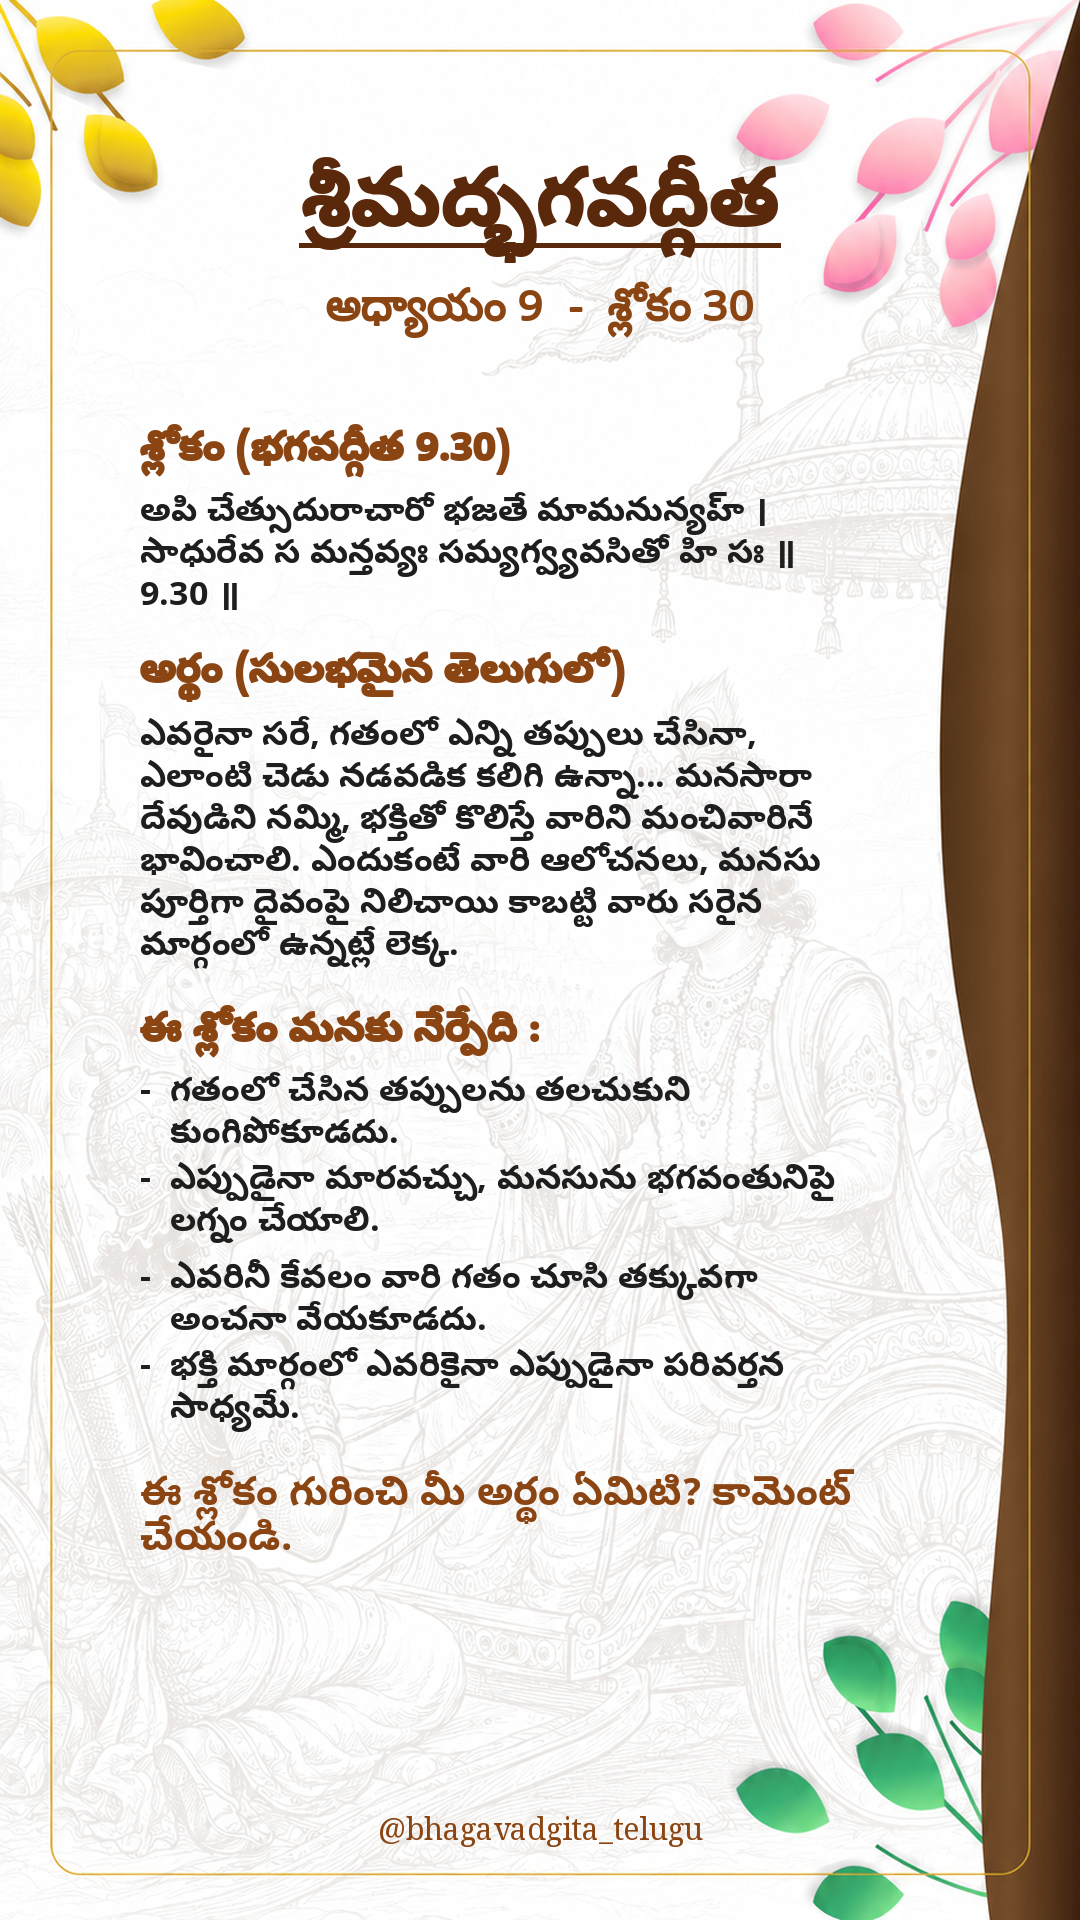 శ్రీమద్భగవద్గీత
అధ్యాయం 9 - శ్లోకం 30
శ్లోకం (భగవద్గీత 9.30)
అపి చేత్సుదురాచారో భజతే మామనున్యహ్ |
సాధురేవ స మన్తవ్యః సమ్యగ్వ్యవసితో హి సః ||
9.30 ||
అర్థం (సులభమైన తెలుగులో)
ఎవరైనా సరే, గతంలో ఎన్ని తప్పులు చేసినా,
ఎలాంటి చెడు నడవడిక కలిగి ఉన్నా... మనసారా
దేవుడిని నమ్మి, భక్తితో కొలిస్తే వారిని మంచివారినే
భావించాలి. ఎందుకంటే వారి ఆలోచనలు, మనసు
పూర్తిగా దైవంపై నిలిచాయి కాబట్టి వారు సరైన
మార్గంలో ఉన్నట్లే లెక్క.
ఈ శ్లోకం మనకు నేర్పేది :
- గతంలో చేసిన తప్పులను తలచుకుని
కుంగిపోకూడదు.
- ఎప్పుడైనా మారవచ్చు, మనసును భగవంతునిపై
లగ్నం చేయాలి.
- ఎవరినీ కేవలం వారి గతం చూసి తక్కువగా
అంచనా వేయకూడదు.
- భక్తి మార్గంలో ఎవరికైనా ఎప్పుడైనా పరివర్తన
సాధ్యమే.
ఈ శ్లోకం గురించి మీ అర్థం ఏమిటి? కామెంట్
చేయండి.
@bhagavadgita_telugu